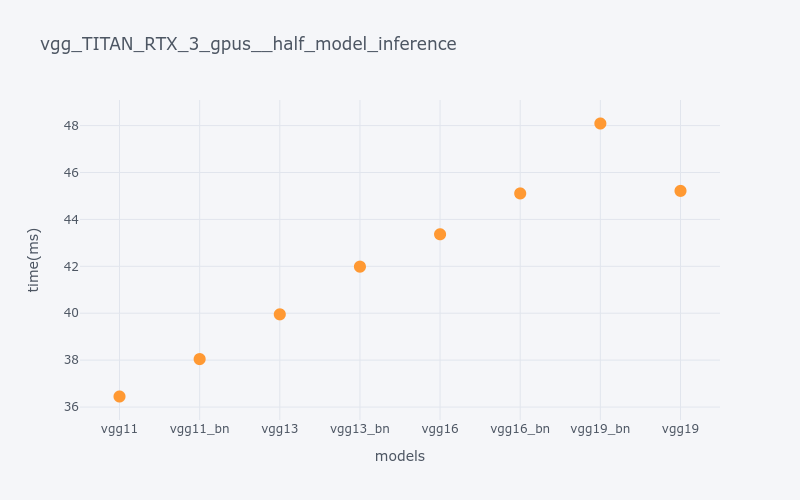 vgg_TITAN_RTX_3_gpus__half_model_inference
48
46
44
42
40
38
36
time(ms)
vgg11 vgg11_bn vgg13 vgg13_bn vgg16 vgg16_bn vgg19_bn vgg19
models